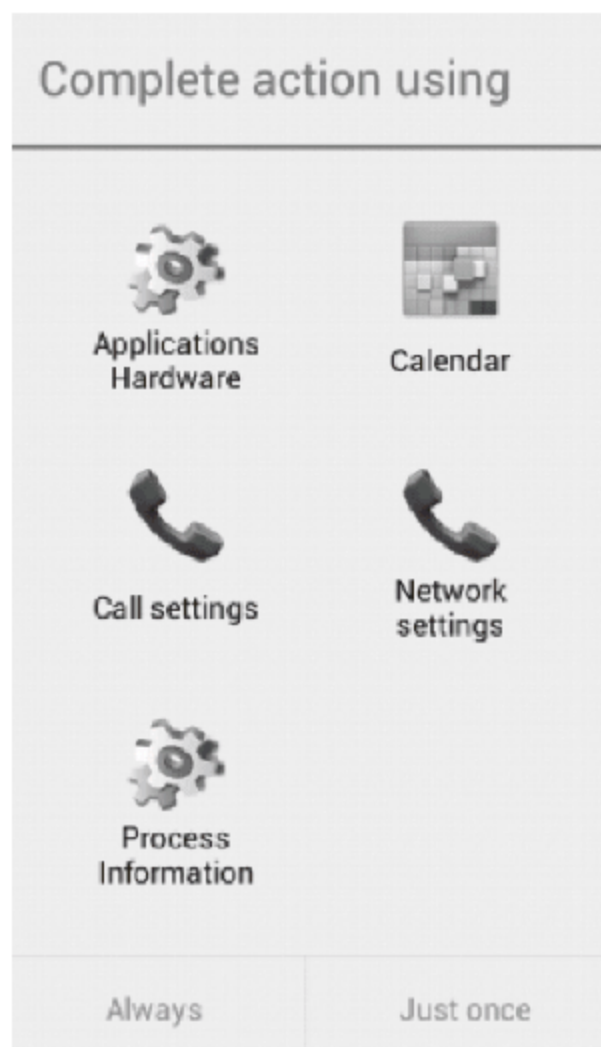 Complete action using
Applications
Hardware
Calendar
Call settings
Network
settings
Process
Information
Always
Just once